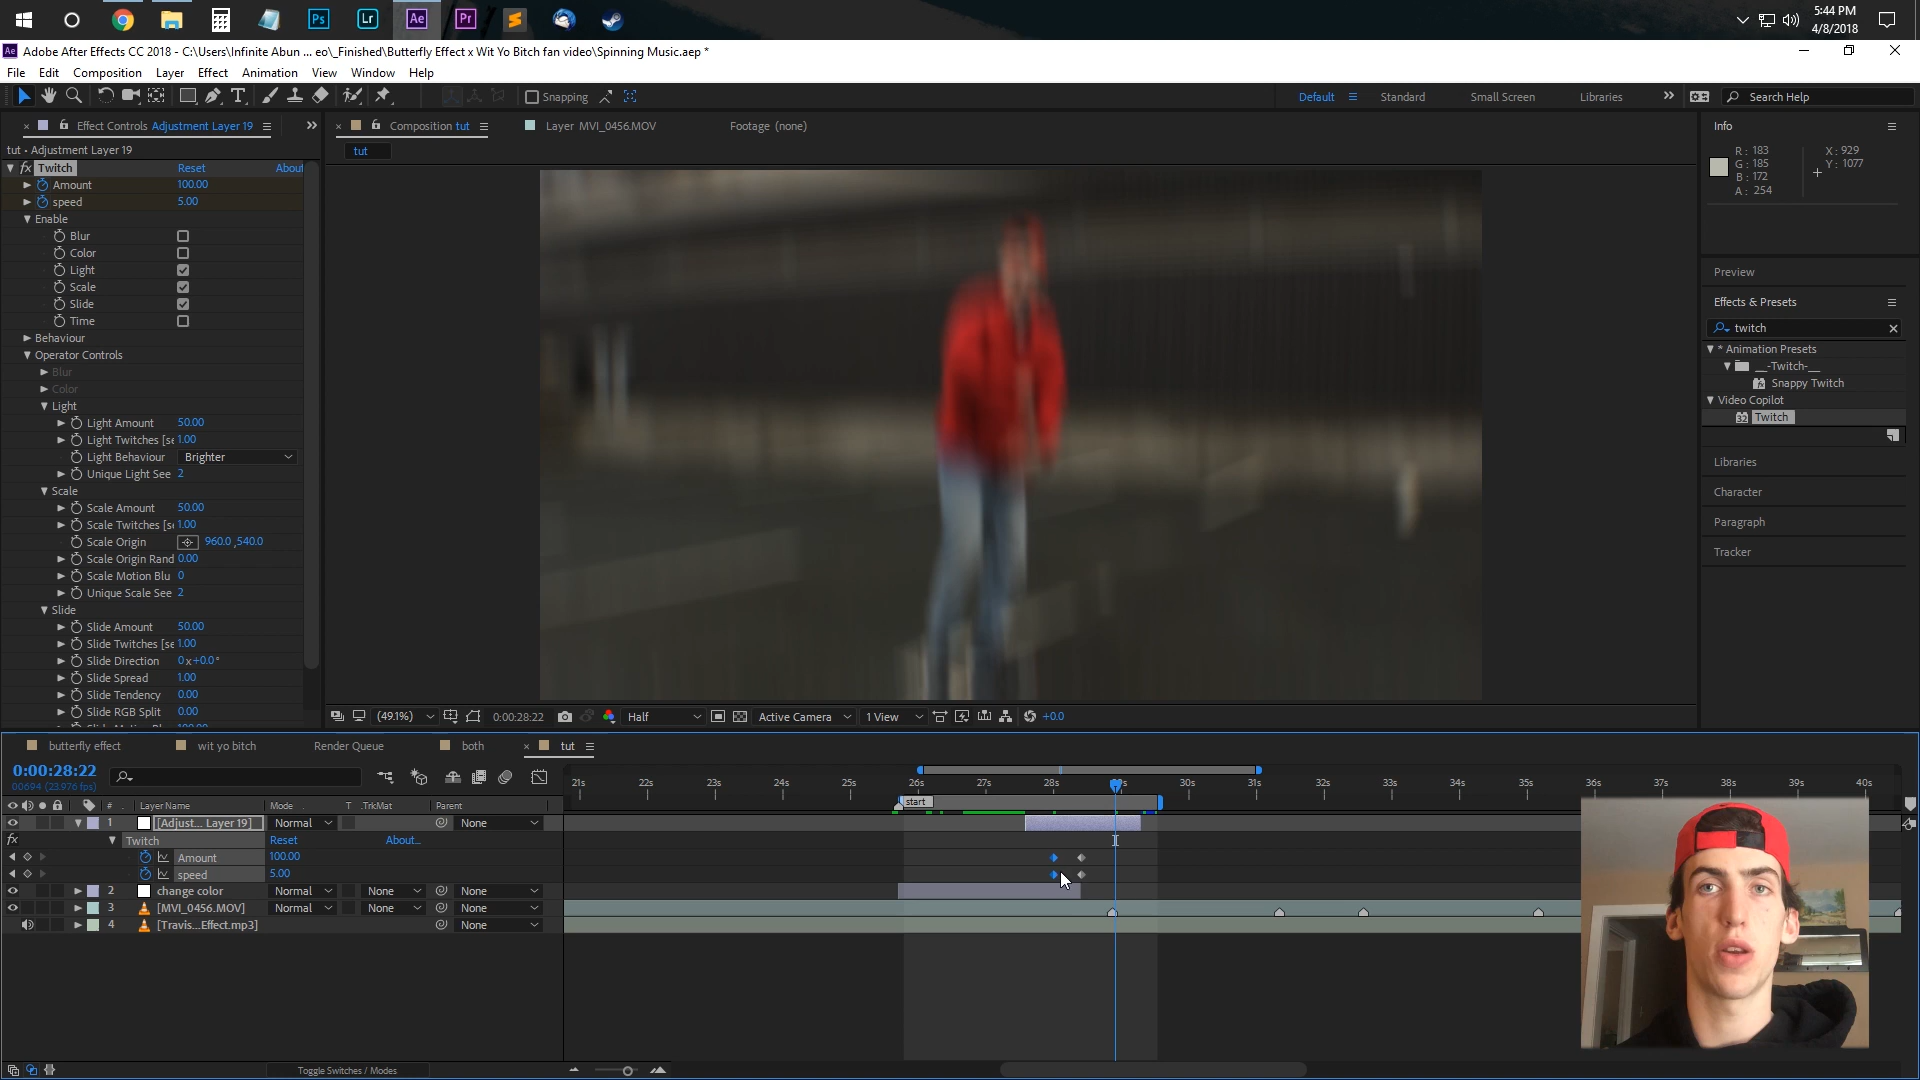 Ps
Lr
Ae
Pr
5:44 PM
4/8/2018
Ae
Adobe After Effects CC 2018 - C:\Users\Infinite Abun ... eo\_Finished\Butterfly Effect x Wit Yo Bitch fan video\Spinning Music.aep *
File Edit Composition Layer Effect Animation View Window Help
T
Snapping
Default
Standard
Small Screen
Libraries
Search Help
Effect Controls Adjustment Layer 19
Composition tut
Layer MVI_0456.MOV
Footage (none)
Info
tut • Adjustment Layer 19
tut
R : 183
G : 185
B : 172
A : 254
X : 929
Y : 1077
fx Twitch Reset About
Amount 100.00
speed 5.00
Enable
Blur
Color
Light
Scale
Slide
Time
Behaviour
Operator Controls
Blur
Color
Light
Light Amount 50.00
Light Twitches [se 1.00
Light Behaviour Brighter
Unique Light See 2
Scale
Scale Amount 50.00
Scale Twitches [s 1.00
Scale Origin 960.0 ,540.0
Scale Origin Rand 0.00
Scale Motion Blu 0
Unique Scale See 2
Slide
Slide Amount 50.00
Slide Twitches [se 1.00
Slide Direction 0 x +0.0 °
Slide Spread 1.00
Slide Tendency 0.00
Slide RGB Split 0.00
Preview
Effects & Presets
twitch
* Animation Presets
__-Twitch-__
Snappy Twitch
Video Copilot
32 Twitch
Libraries
Character
Paragraph
Tracker
(49.1%)
0:00:28:22
Half
Active Camera
1 View
+0.0
butterfly effect
wit yo bitch
Render Queue
both
tut
0:00:28:22
00694 (23.976 fps)
21s 22s 23s 24s 25s 26s 27s 28s 30s 31s 32s 33s 34s 35s 36s 37s 38s 39s 40s
# Layer Name Mode T .TrkMat Parent
start
1 [Adjust... Layer 19] Normal None
fx Twitch Reset About...
Amount 100.00
speed 5.00
2 change color Normal None None
3 [MVI_0456.MOV] Normal None None
4 [Travis...Effect.mp3] None
Toggle Switches / Modes